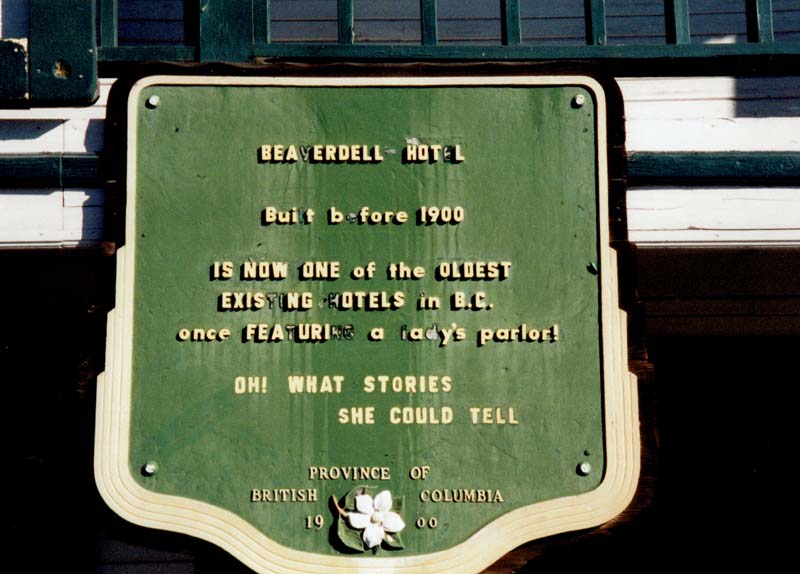 BEAVERDELL HOTEL
Built before 1900
IS NOW ONE of the OLDEST
EXISTING HOTELS in B.C.
once FEATURING a lady's parlor!
OH! WHAT STORIES
SHE COULD TELL
PROVINCE OF
BRITISH COLUMBIA
19 00